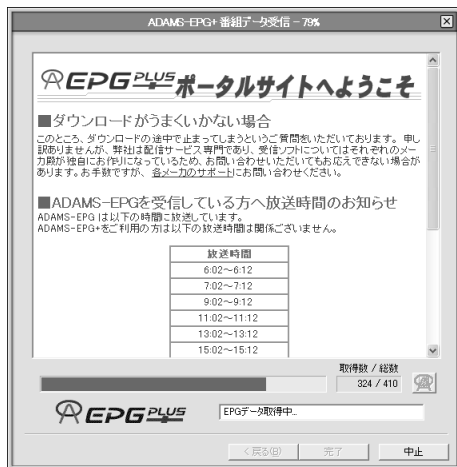 ADAMS-EPG+ 番組データ受信 - 79%
EPG PLUS ポータルサイトへようこそ
■ダウンロードがうまくいかない場合
このところ、ダウンロードの途中で止まってしまうというご質問をいただいております。 申し
訳ありませんが、弊社は配信サービス専門であり、受信ソフトについてはそれぞれのメー
カ殿が独自にお作りになっているため、お問い合わせいただいてもお応えできない場合が
あります。お手数ですが、 各メーカのサポートにお問い合わせください。
■ADAMS-EPGを受信している方へ放送時間のお知らせ
ADAMS-EPG は以下の時間に放送しています。
ADAMS-EPG+をご利用の方は以下の放送時間は関係ございません。
放送時間
6:02～6:12
7:02～7:12
9:02～9:12
11:02～11:12
13:02～13:12
15:02～15:12
取得数 / 総数
324 / 410
EPG PLUS
EPGデータ取得中...
< 戻る(B)
完了
中止